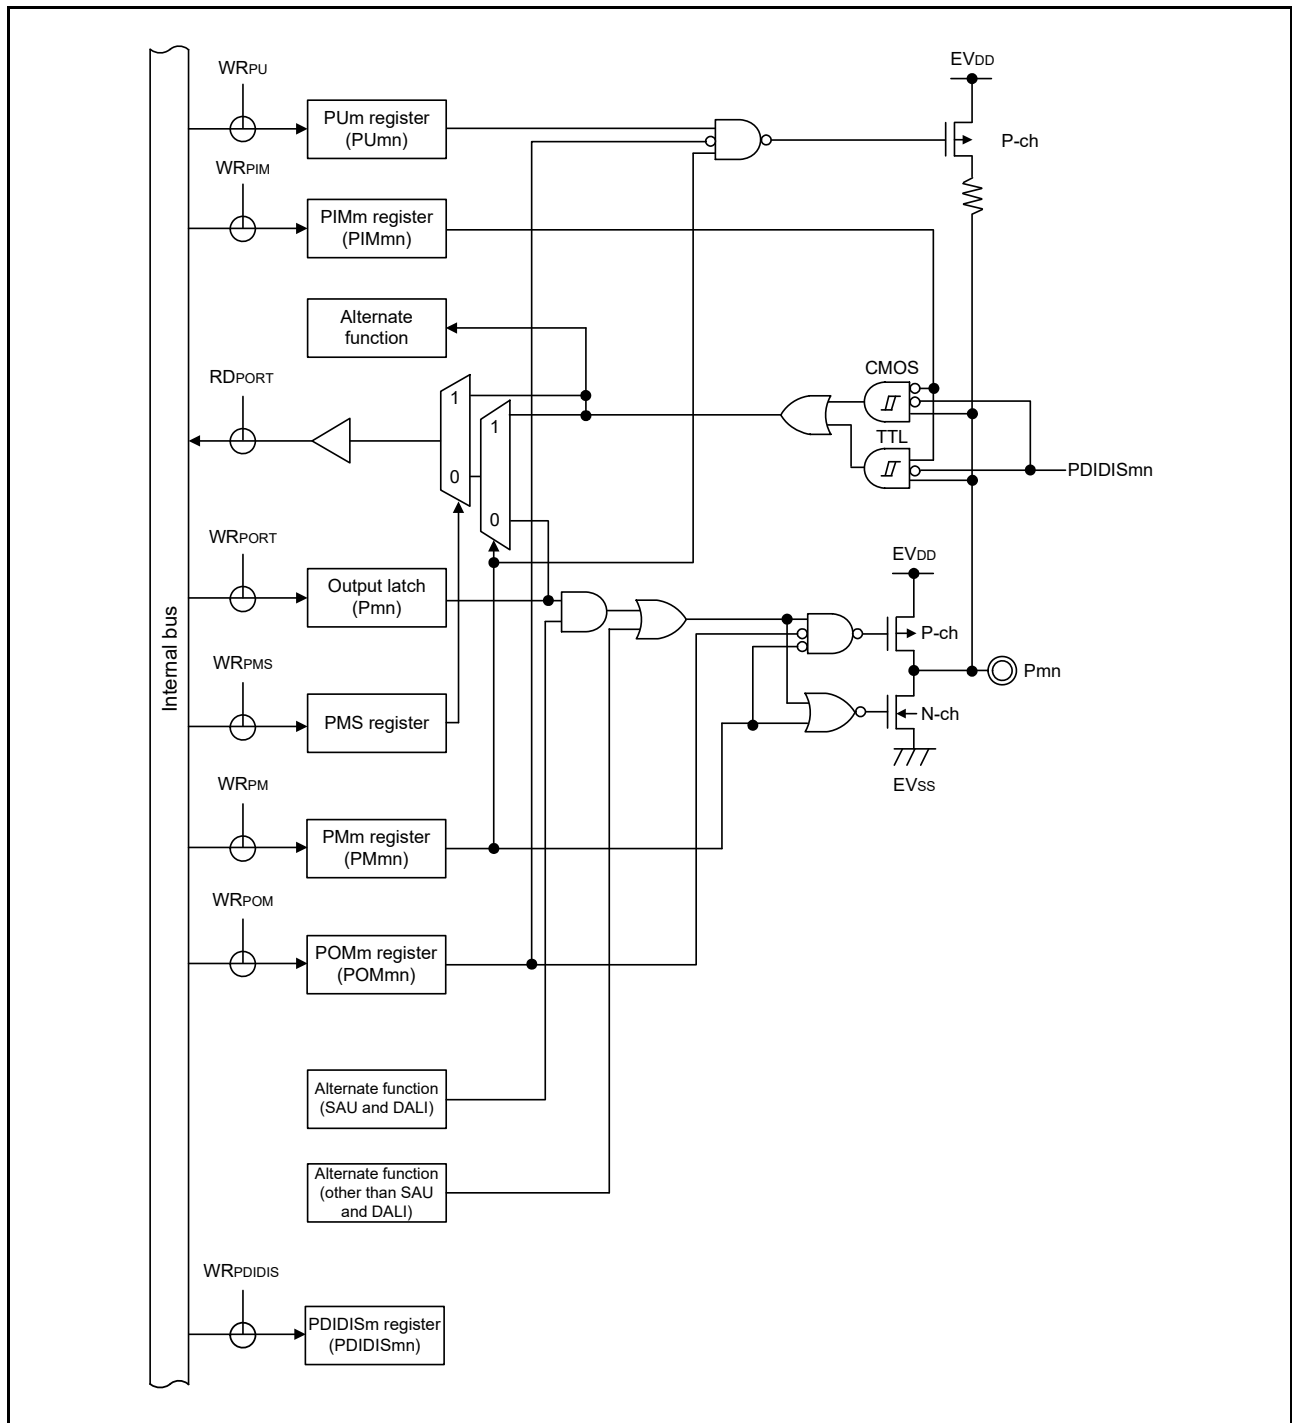 EVDD
WRPU
PUm register
(PUmn)
P-ch
WRPIM
PIMm register
(PIMmn)
Alternate
function
CMOS
RDPORT
1
1
TTL
0
PDIDISmn
0
WRPORT
EVDD
Output latch
(Pmn)
Internal bus
P-ch
WRPMS
Pmn
PMS register
N-ch
WRPM
EVSS
PMm register
(PMmn)
WRPOM
POMm register
(POMmn)
Alternate function
(SAU and DALI)
Alternate function
(other than SAU
and DALI)
WRPDIDIS
PDIDISm register
(PDIDISmn)